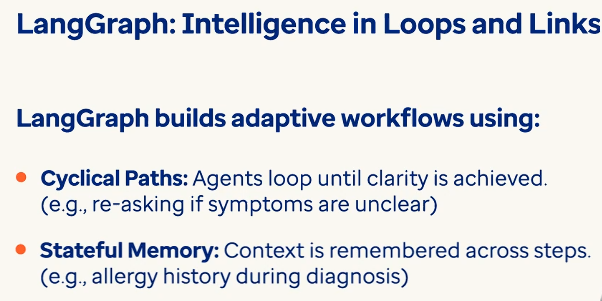 LangGraph: Intelligence in Loops and Links
LangGraph builds adaptive workflows using:
Cyclical Paths: Agents loop until clarity is achieved.
(e.g., re-asking if symptoms are unclear)
Stateful Memory: Context is remembered across steps.
(e.g., allergy history during diagnosis)